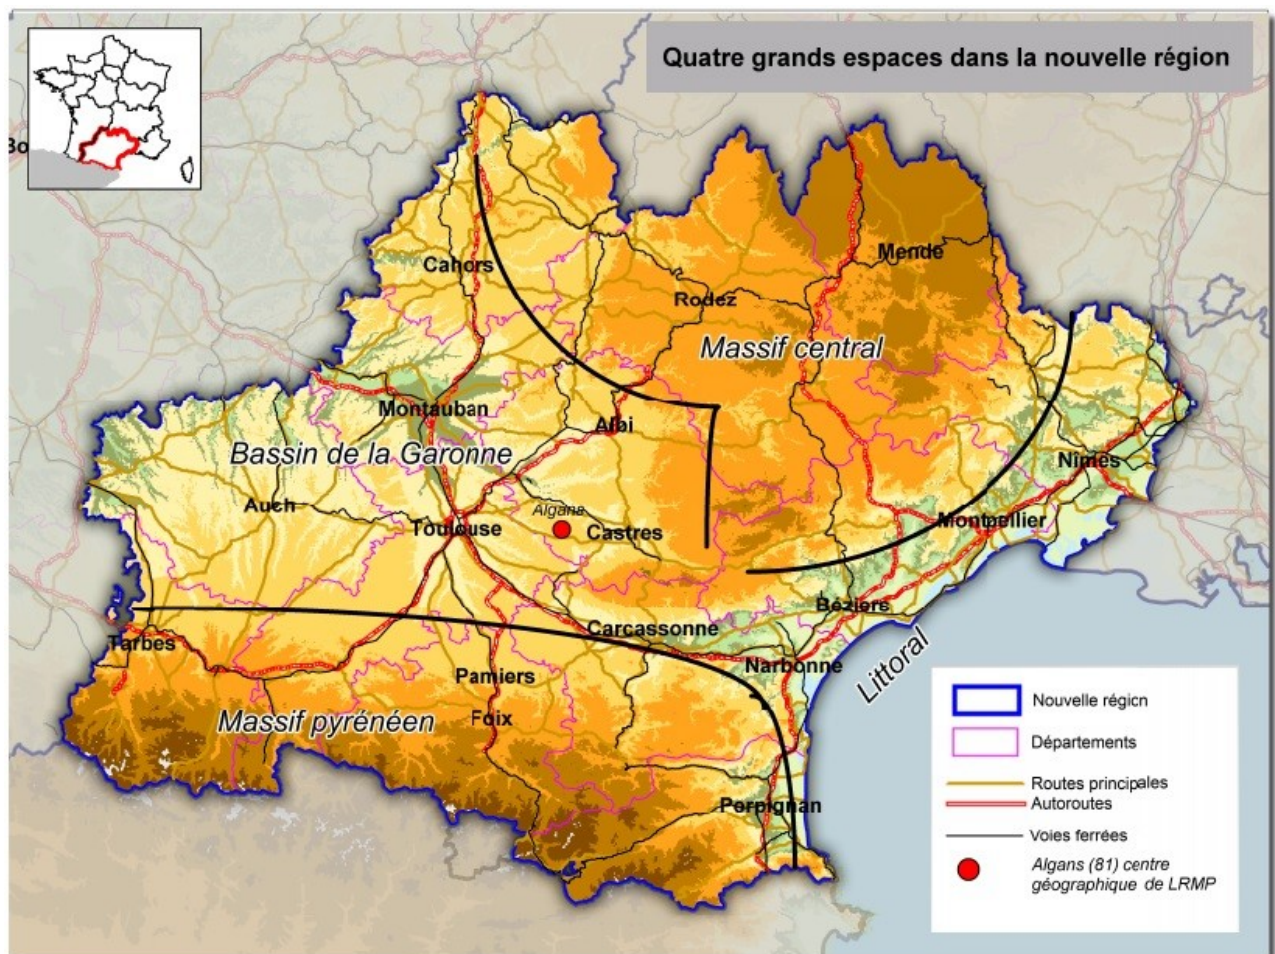 Quatre grands espaces dans la nouvelle région
Bo
Cahors
Mende
Rodez
Massif central
Montauban
Albi
Bassin de la Garonne
Nîmes
Auch
Algans
Toulouse
Castres
Montpellier
Béziers
Carcassonne
Tarbes
Narbonne
Littoral
Pamiers
Massif pyrénéen
Foix
Porpignan
Nouvelle régicn
Départements
Routes principales
Autoroutes
Voies ferrées
Algans (81) centre
géographique de LRMP